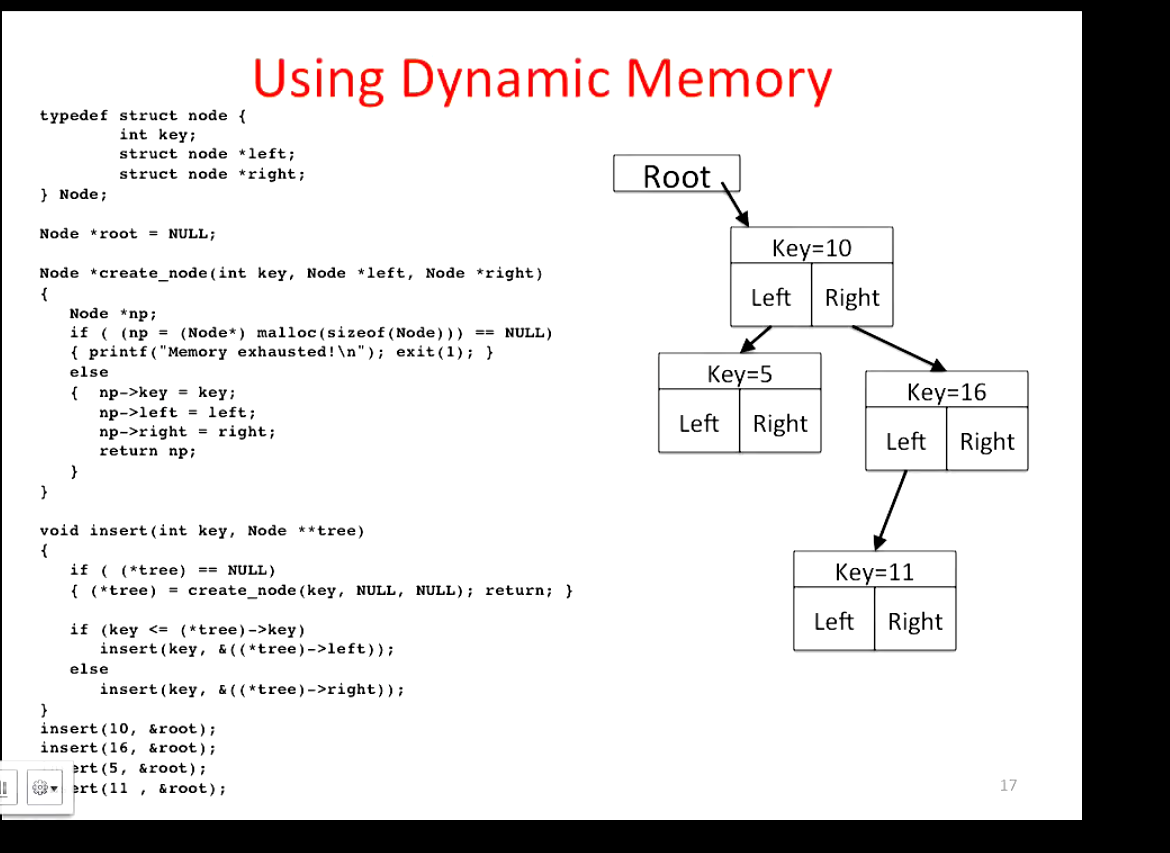 Using Dynamic Memory
typedef struct node {
int key;
struct node *left;
struct node *right;
} Node;
Node *root = NULL;
Node *create_node(int key, Node *left, Node *right)
{
Node *np;
if ( (np = (Node*) malloc(sizeof(Node))) == NULL)
{ printf("Memory exhausted!\n"); exit(1); }
else
{ np->key = key;
np->left = left;
np->right = right;
return np;
}
}
void insert(int key, Node **tree)
{
if ( (*tree) == NULL)
{ (*tree) = create_node(key, NULL, NULL); return; }
if (key <= (*tree)->key)
insert(key, &((*tree)->left));
else
insert(key, &((*tree)->right));
}
insert(10, &root);
insert(16, &root);
ert(5, &root);
ert(11 , &root);
Root
Key=10
Left Right
Key=5
Left Right
Key=16
Left Right
Key=11
Left Right
17